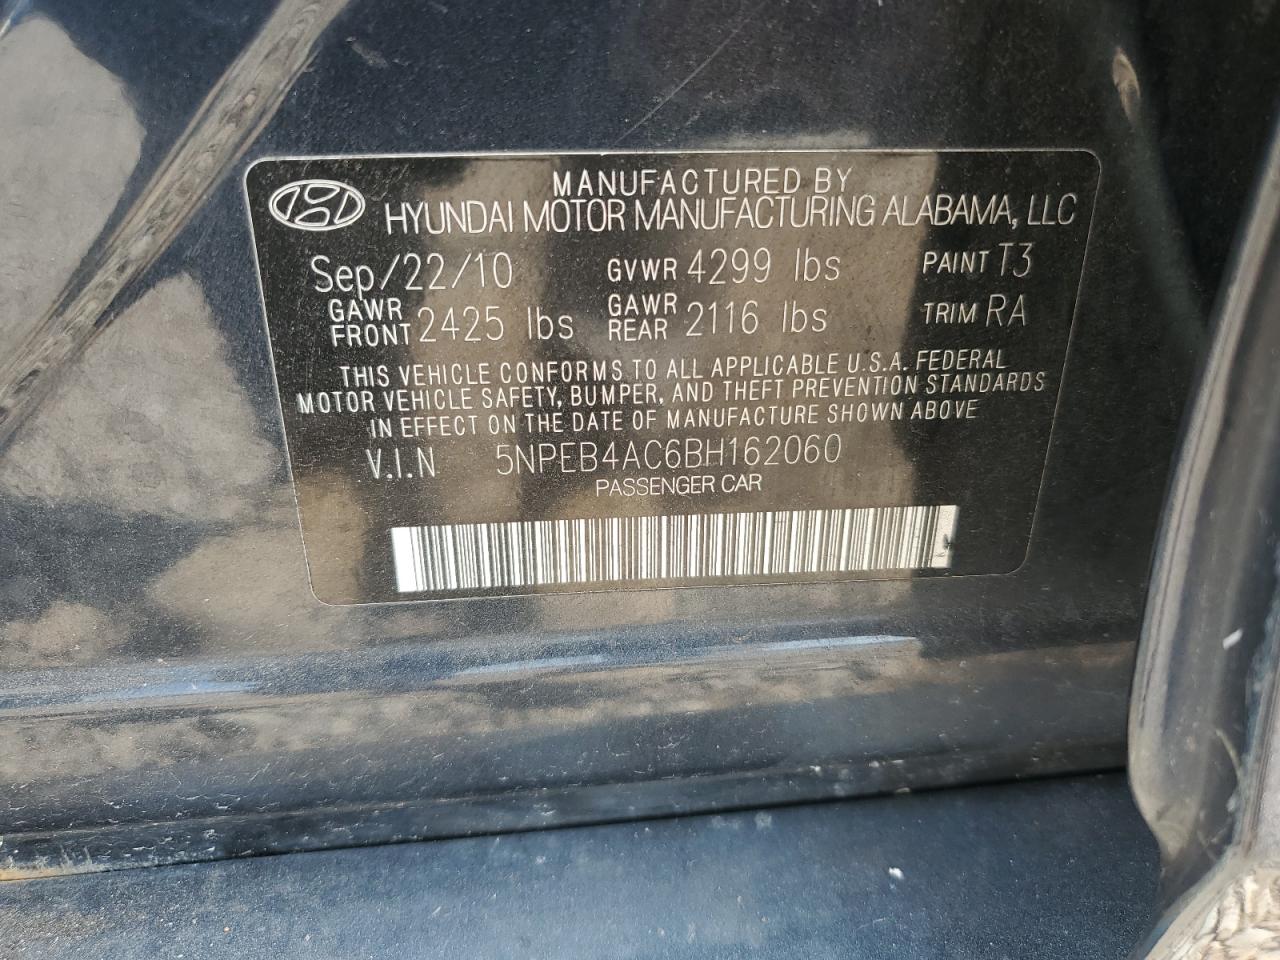 MANUFACTURED BY
HYUNDAI MOTOR MANUFACTURING ALABAMA, LLC
Sep/22/10 GVWR 4299 lbs PAINT T3
GAWR FRONT 2425 lbs GAWR REAR 2116 lbs TRIM RA
THIS VEHICLE CONFORMS TO ALL APPLICABLE U.S.A. FEDERAL
MOTOR VEHICLE SAFETY, BUMPER, AND THEFT PREVENTION STANDARDS
IN EFFECT ON THE DATE OF MANUFACTURE SHOWN ABOVE
V.I.N 5NPEB4AC6BH162060
PASSENGER CAR